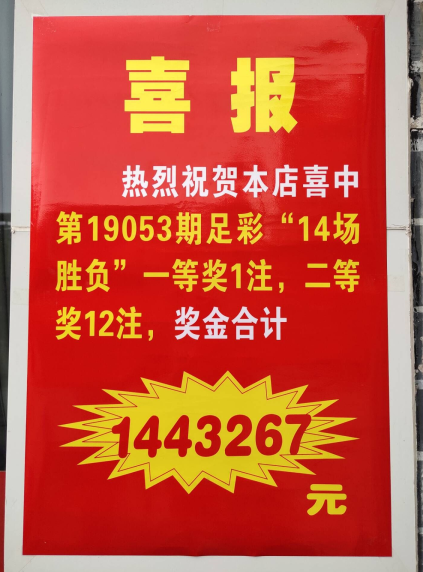 喜报
热烈祝贺本店喜中
第19053期足彩“14场
胜负”一等奖1注，二等
奖12注，奖金合计
1443267
元